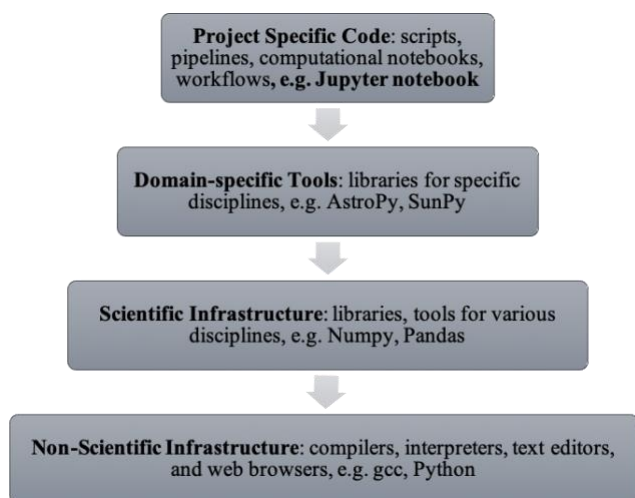 Project Specific Code: scripts,
pipelines, computational notebooks,
workflows, e.g. Jupyter notebook
Domain-specific Tools: libraries for specific
disciplines, e.g. AstroPy, SunPy
Scientific Infrastructure: libraries, tools for various
disciplines, e.g. Numpy, Pandas
Non-Scientific Infrastructure: compilers, interpreters, text editors,
and web browsers, e.g. gcc, Python